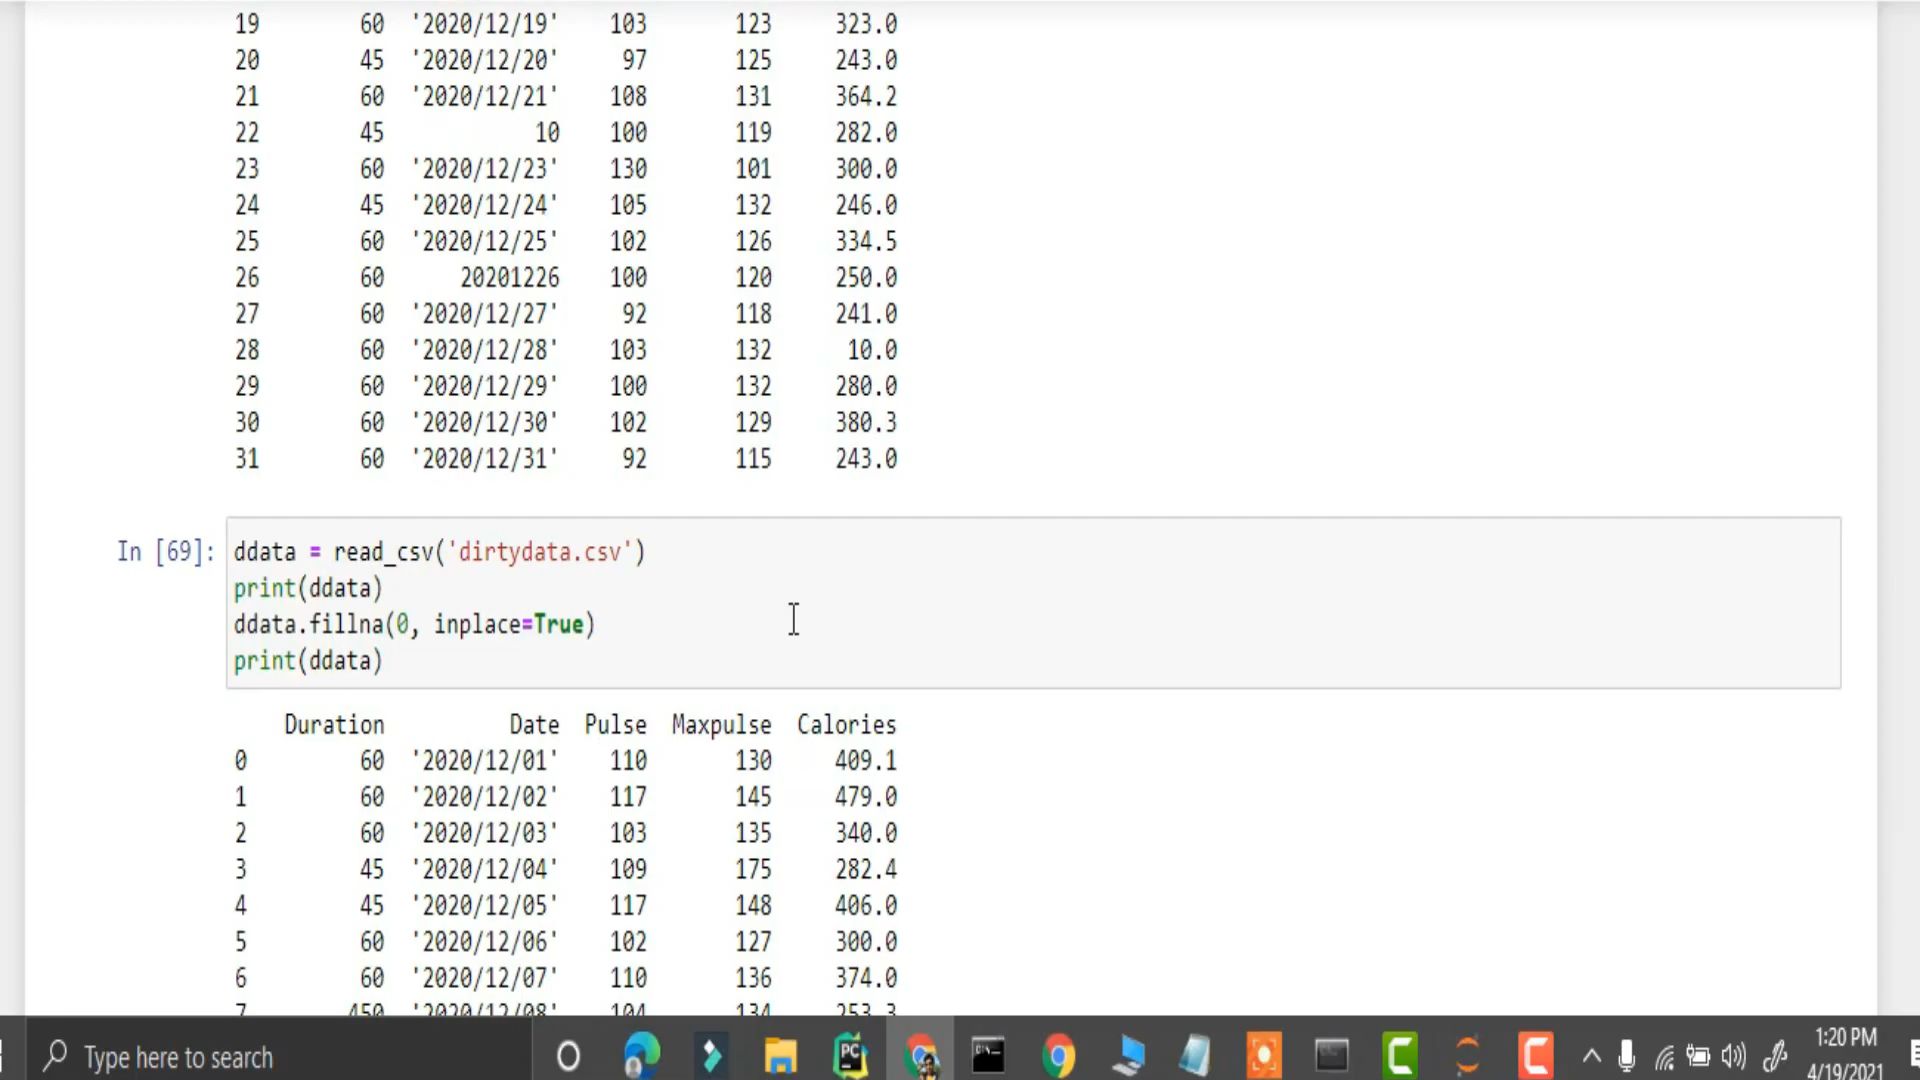 19 60 '2020/12/19' 103 123 323.0
20 45 '2020/12/20' 97 125 243.0
21 60 '2020/12/21' 108 131 364.2
22 45 10 100 119 282.0
23 60 '2020/12/23' 130 101 300.0
24 45 '2020/12/24' 105 132 246.0
25 60 '2020/12/25' 102 126 334.5
26 60 20201226 100 120 250.0
27 60 '2020/12/27' 92 118 241.0
28 60 '2020/12/28' 103 132 10.0
29 60 '2020/12/29' 100 132 280.0
30 60 '2020/12/30' 102 129 380.3
31 60 '2020/12/31' 92 115 243.0
In [69]: ddata = read_csv('dirtydata.csv')
print(ddata)
ddata.fillna(0, inplace=True)
print(ddata)
Duration Date Pulse Maxpulse Calories
0 60 '2020/12/01' 110 130 409.1
1 60 '2020/12/02' 117 145 479.0
2 60 '2020/12/03' 103 135 340.0
3 45 '2020/12/04' 109 175 282.4
4 45 '2020/12/05' 117 148 406.0
5 60 '2020/12/06' 102 127 300.0
6 60 '2020/12/07' 110 136 374.0
7 450 '2020/12/08' 104 134 253.3
Type here to search
PC
1:20 PM
4/19/2021